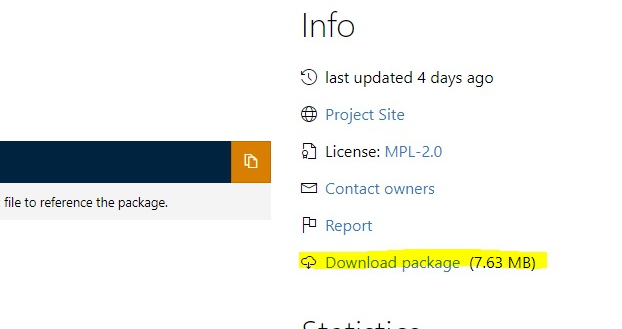 Info
last updated 4 days ago
Project Site
License: MPL-2.0
file to reference the package.
Contact owners
Report
Download package (7.63 MB)
Statistics